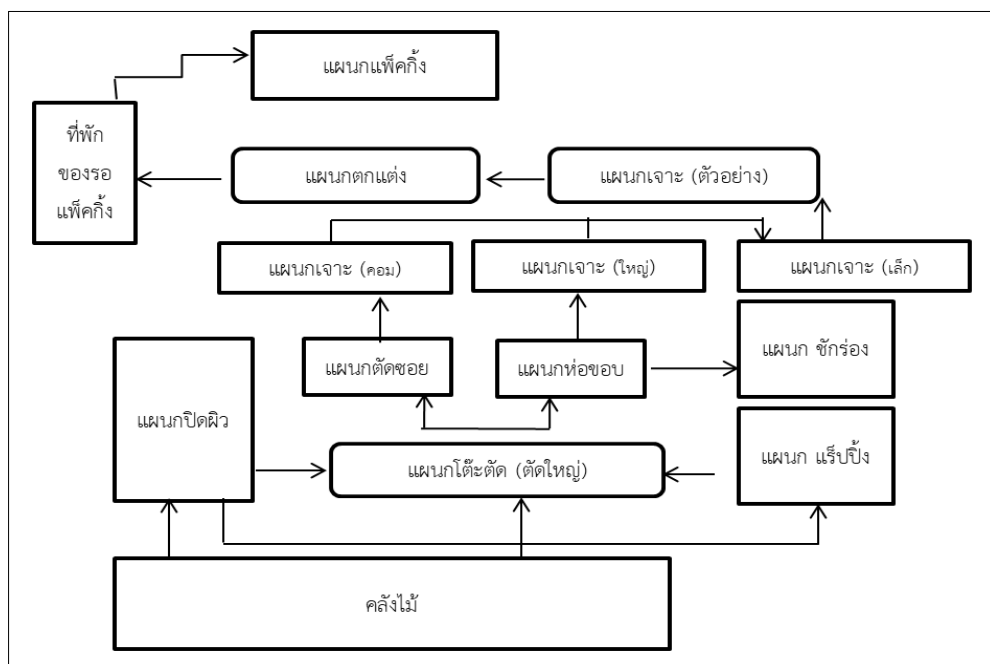 แผนกแพ็คกิ้ง
ที่พัก
ของรอ
แพ็คกิ้ง
แผนกตกแต่ง
แผนกเจาะ (ตัวอย่าง)
แผนกเจาะ (คอม)
แผนกเจาะ (ใหญ่)
แผนกเจาะ (เล็ก)
แผนกตัดซอย
แผนกห่อขอบ
แผนก ชักร่อง
แผนกปิดผิว
แผนกโต๊ะตัด (ตัดใหญ่)
แผนก แร็ปปิ้ง
คลังไม้